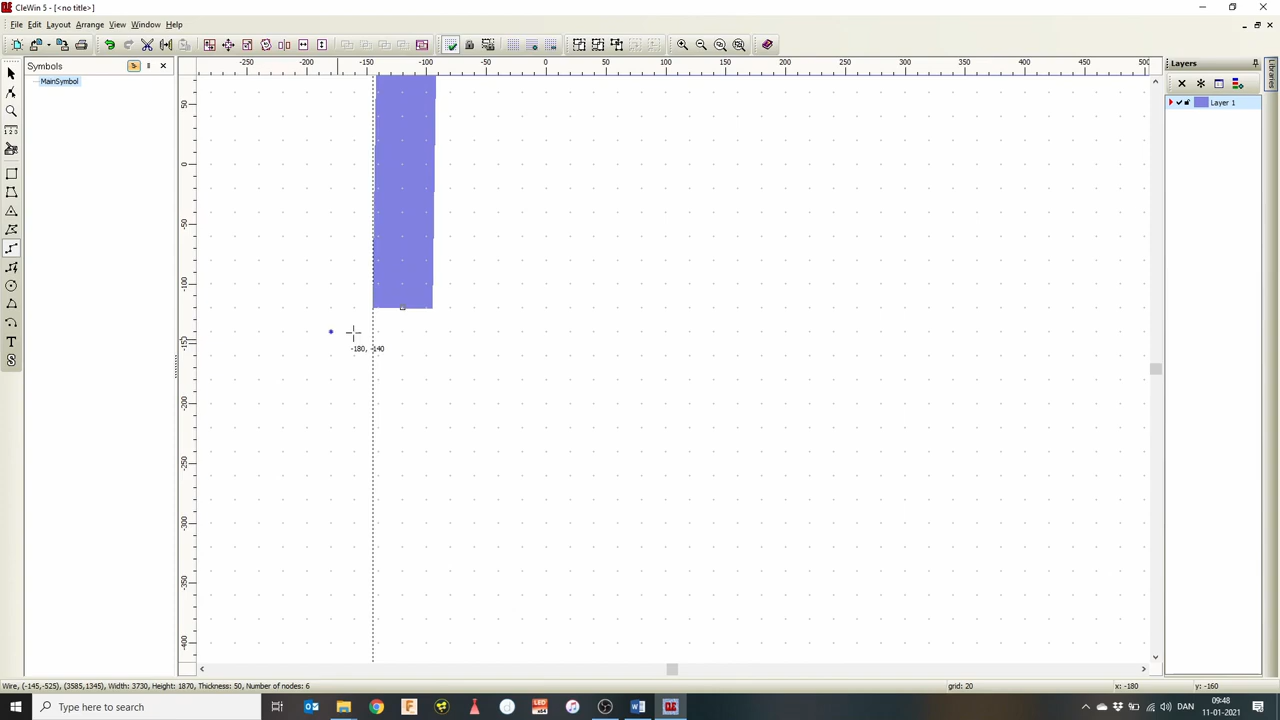 CleWin 5 - [<no title>]
File Edit Layout Arrange View Window Help
Symbols
MainSymbol
-250 -200 -150 -100 -50 0 50 100 150 200 250 300 350 400 450 500
50
0
-50
-100
-150
-200
-250
-300
-350
-400
-180, -140
Layers
Layer 1
Libraries
Wire, (-145,-525), (3585,1345), Width: 3730, Height: 1870, Thickness: 50, Number of nodes: 6
grid: 20
x: -180
y: -160
Type here to search
DAN
09:48
11-01-2021